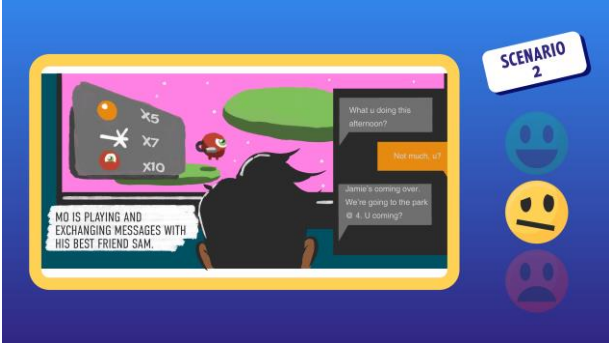 SCENARIO
2
X5
X7
X10
What u doing this
afternoon?
Not much, u?
Jamie's coming over.
We're going to the park
@ 4. U coming?
MO IS PLAYING AND
EXCHANGING MESSAGES WITH
HIS BEST FRIEND SAM.